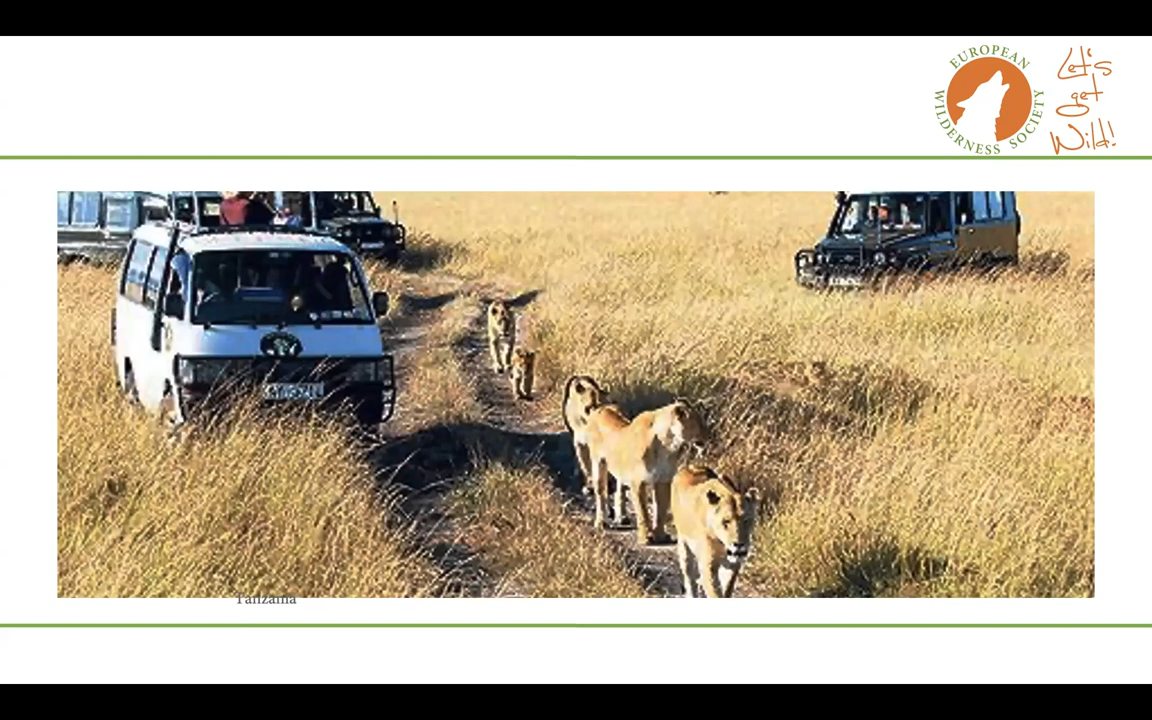 EUROPEAN WILDERNESS SOCIETY
Let's
get
Wild!
Tanzania